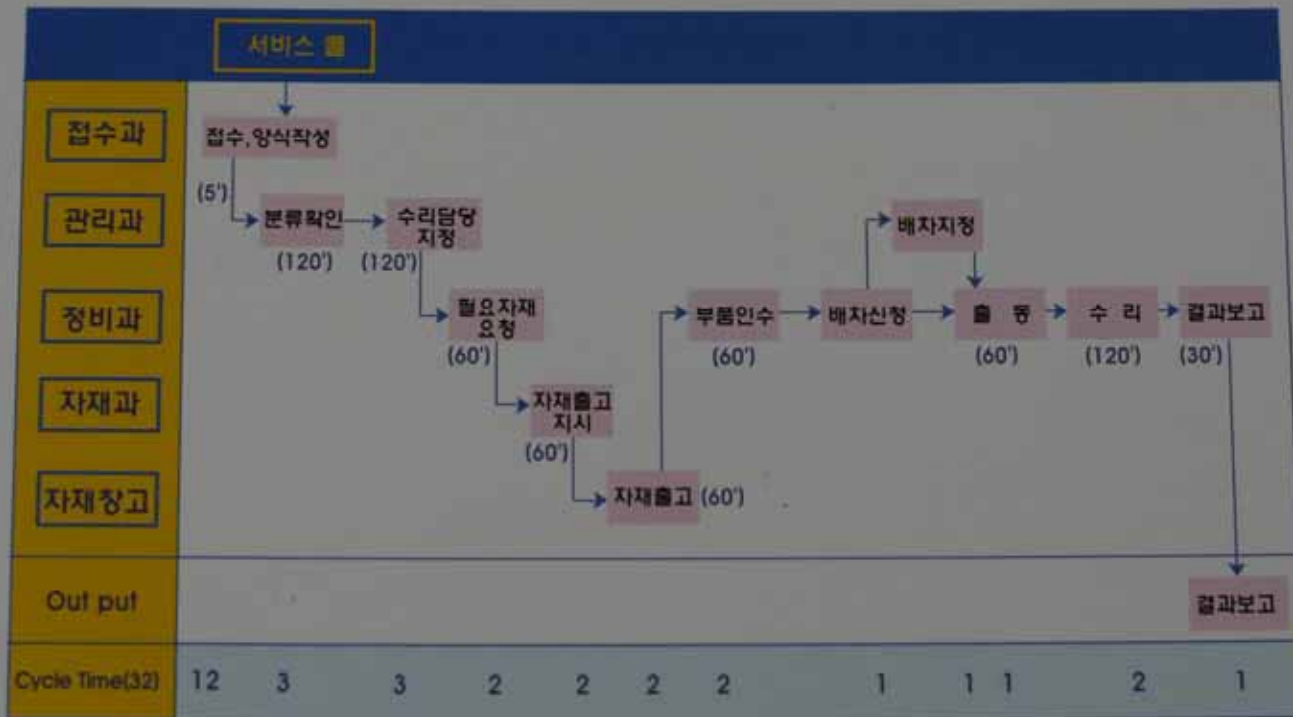 서비스 콜
접수과
접수,양식작성
(5')
관리과
분류확인
(120')
수리담당
지정
(120')
배차지정
정비과
필요자재
요청
(60')
부품인수
(60')
배차신청
출 동
(60')
수 리
(120')
결과보고
(30')
자재과
자재출고
지시
(60')
자재창고
자재출고 (60')
Out put
결과보고
Cycle Time(32) 12 3 3 2 2 2 2 1 1 1 2 1